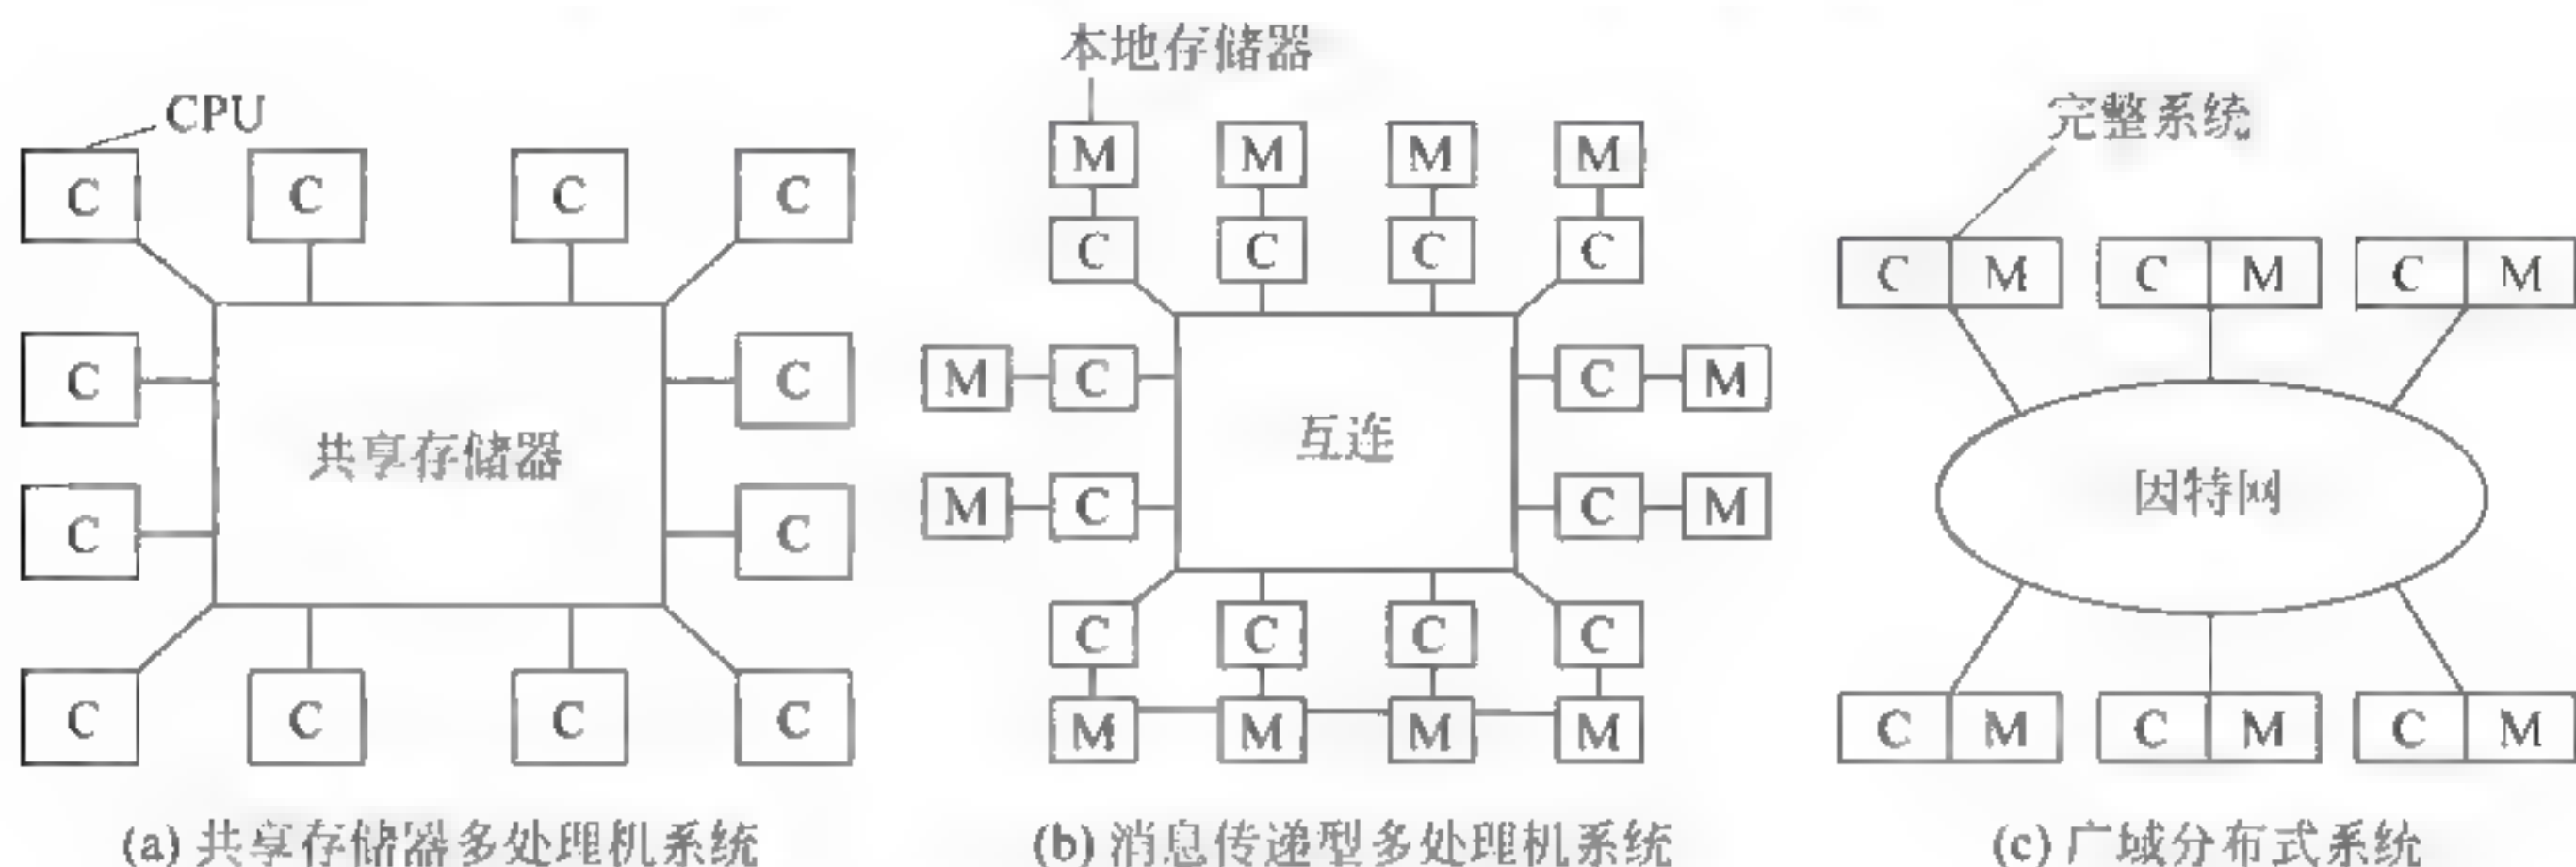 CPU
C C C C
C C
共享存储器
C C
C C C C
(a) 共享存储器多处理机系统
本地存储器
M M M M
C C C C
M C C M
互连
M C C M
C C C C
M M M M
(b) 消息传递型多处理机系统
完整系统
C M C M C M
因特网
C M C M C M
(c) 广域分布式系统